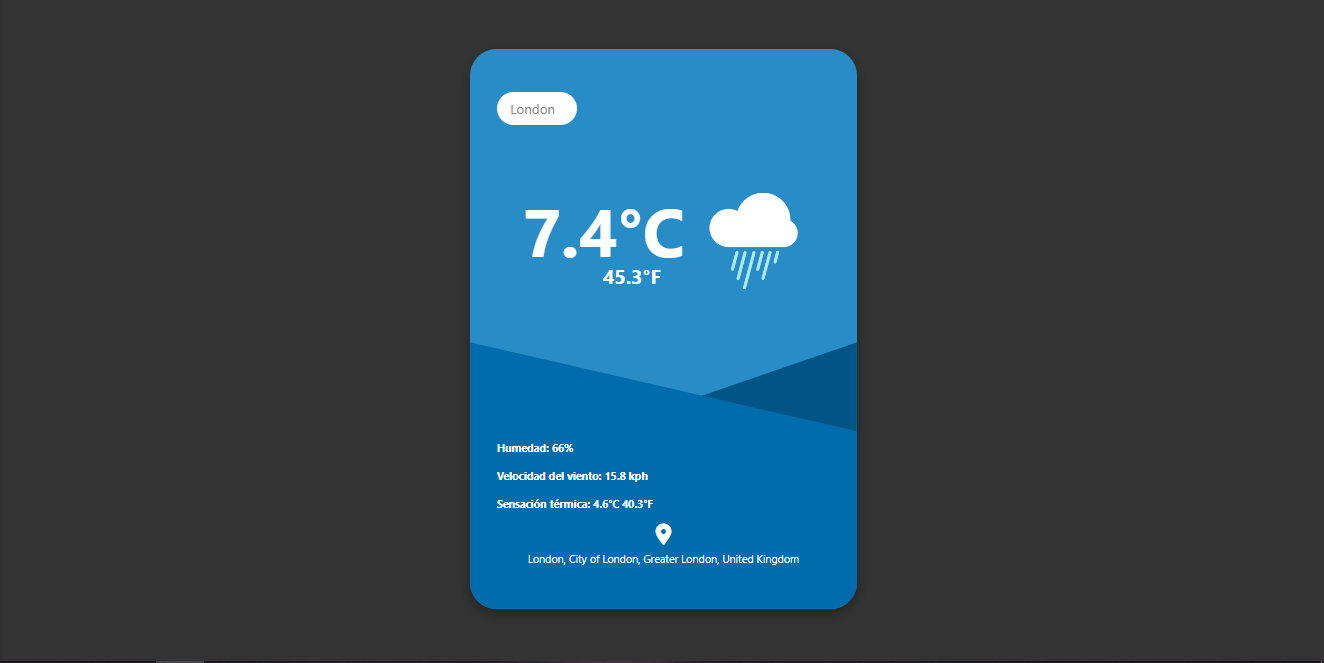 London
7.4°C
45.3°F
Humedad: 66%
Velocidad del viento: 15.8 kph
Sensación térmica: 4.6°C 40.3°F
London, City of London, Greater London, United Kingdom